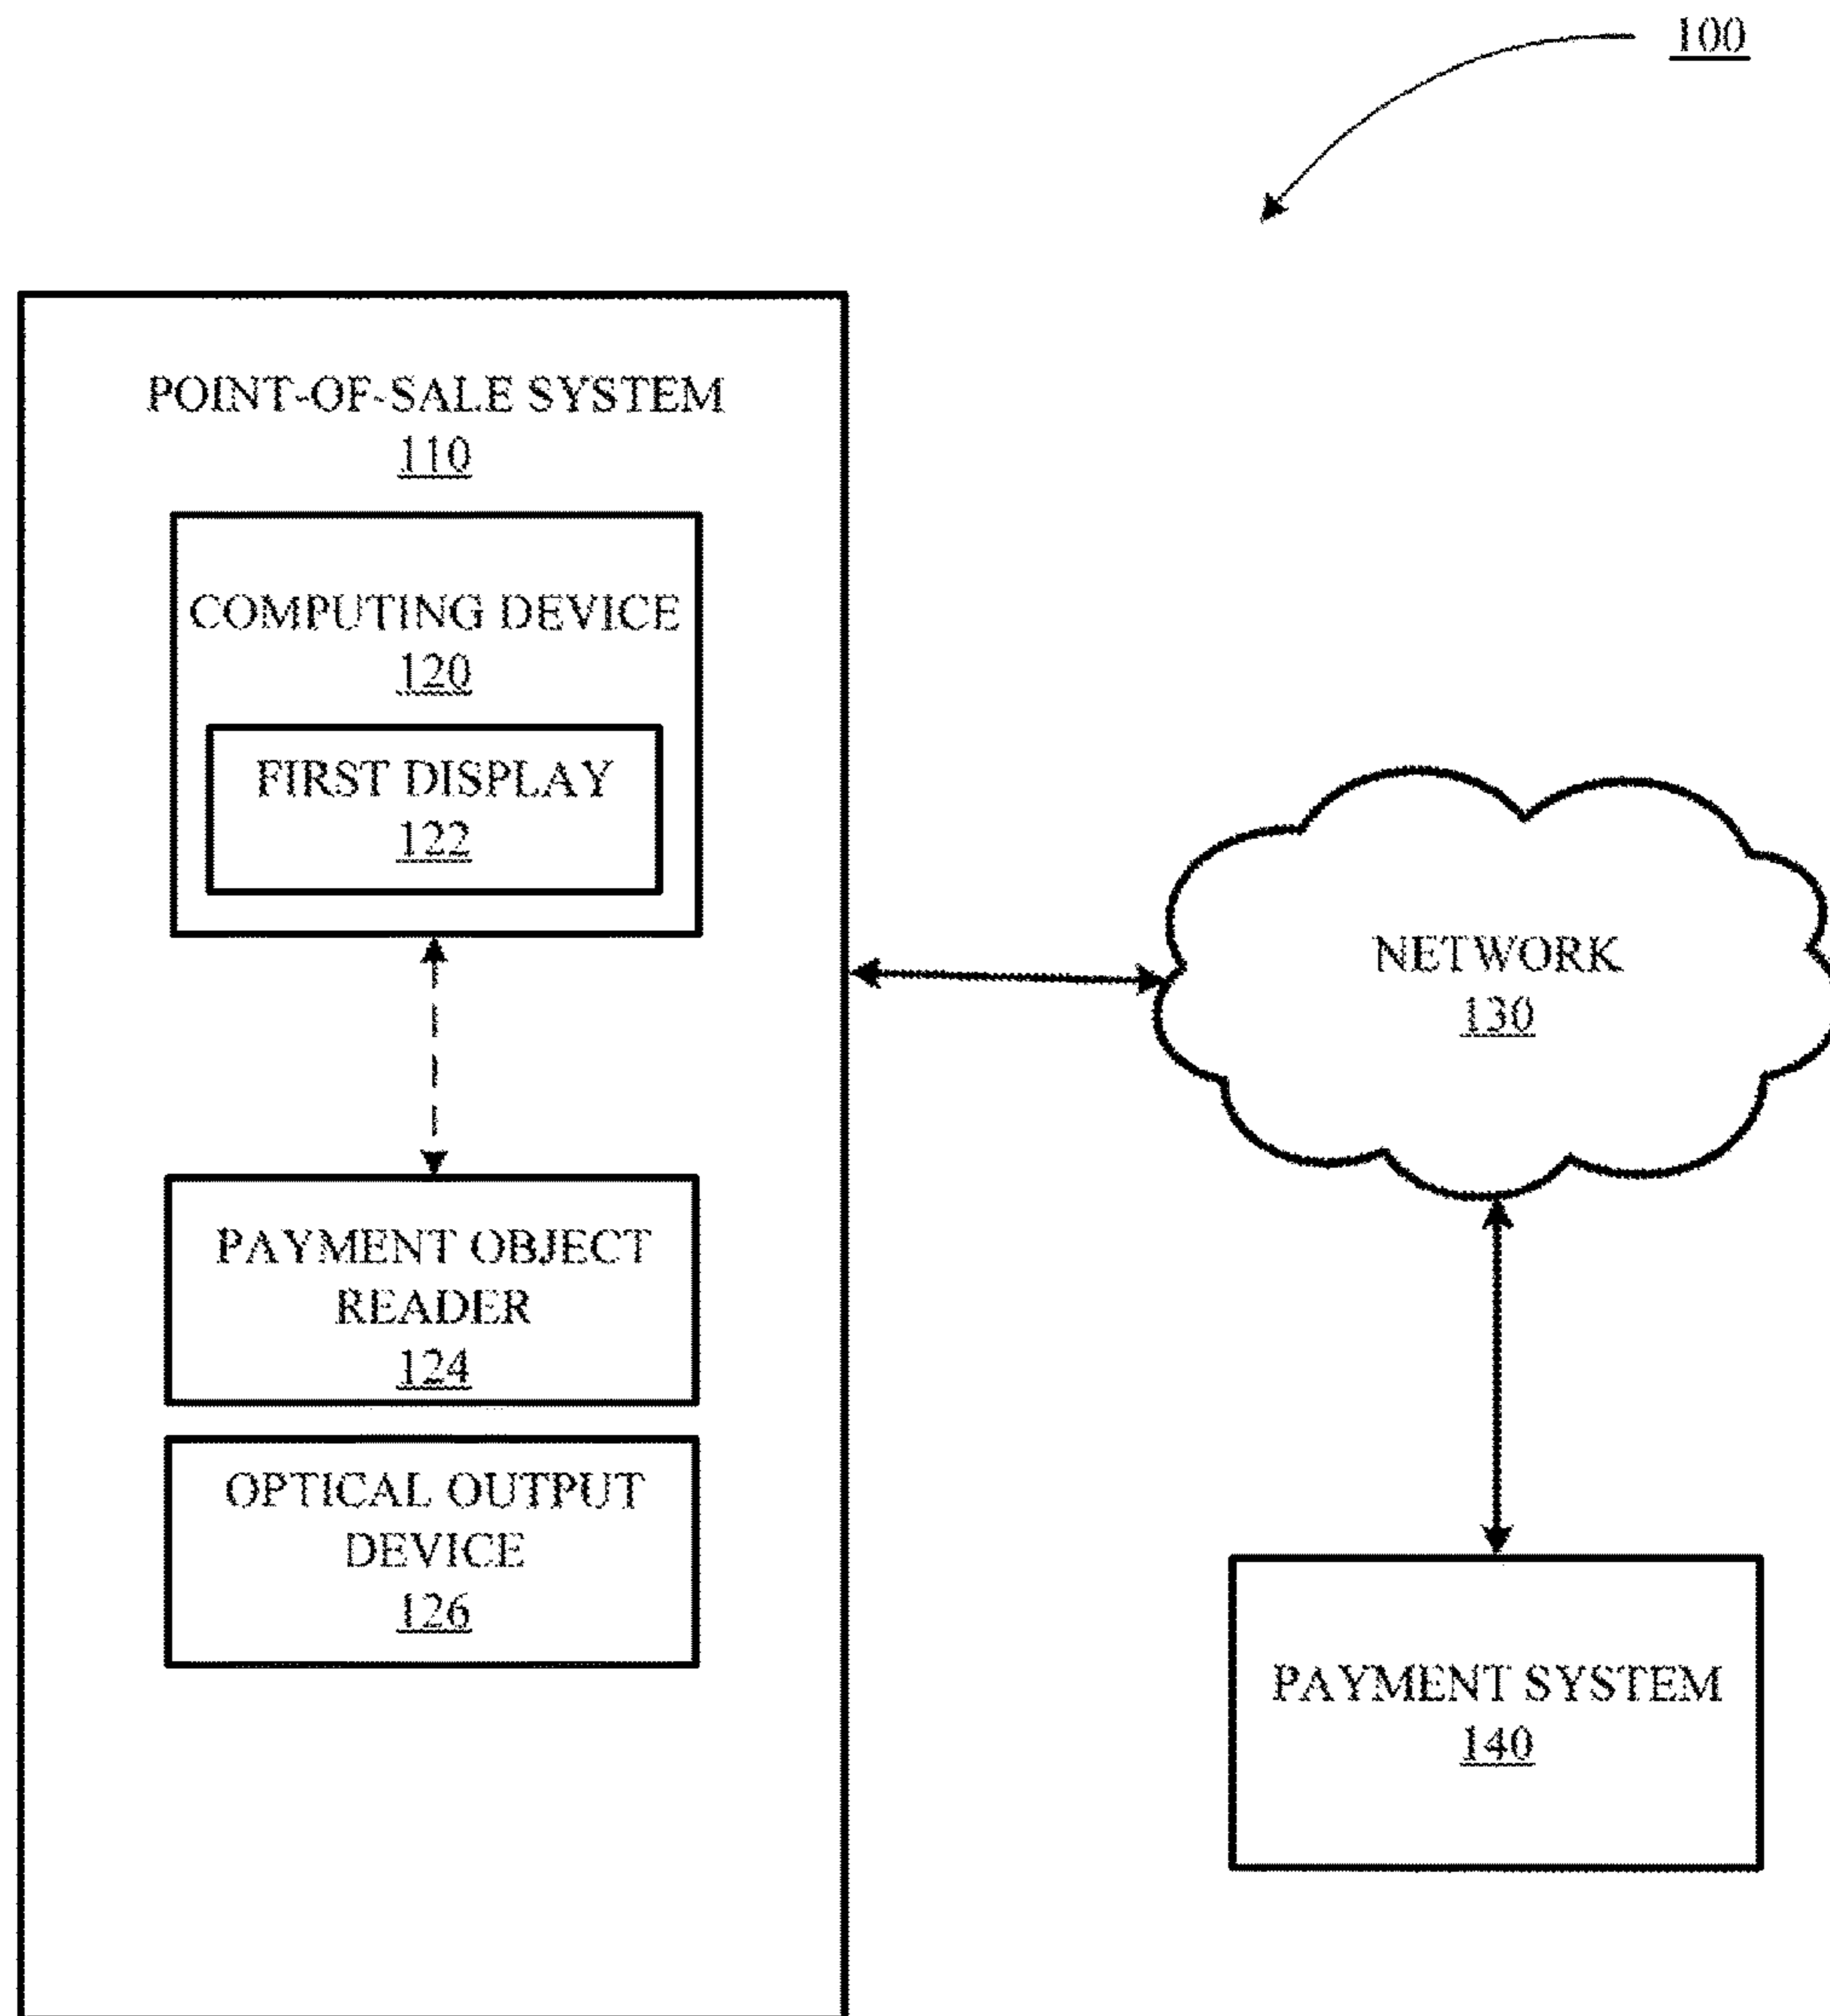 100
POINT-OF-SALE SYSTEM
110
COMPUTING DEVICE
120
FIRST DISPLAY
122
NETWORK
130
PAYMENT OBJECT
READER
124
OPTICAL OUTPUT
DEVICE
126
PAYMENT SYSTEM
140